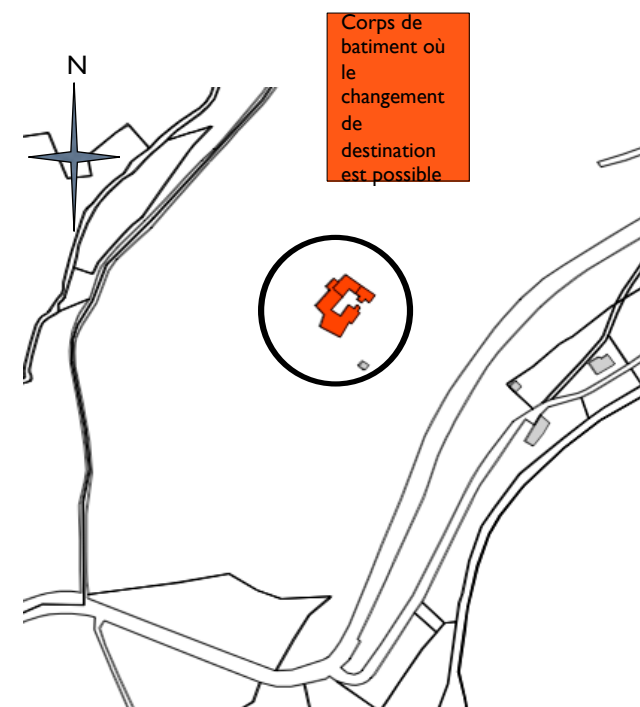 Corps de
batiment où
le
changement
de
destination
est possible
N